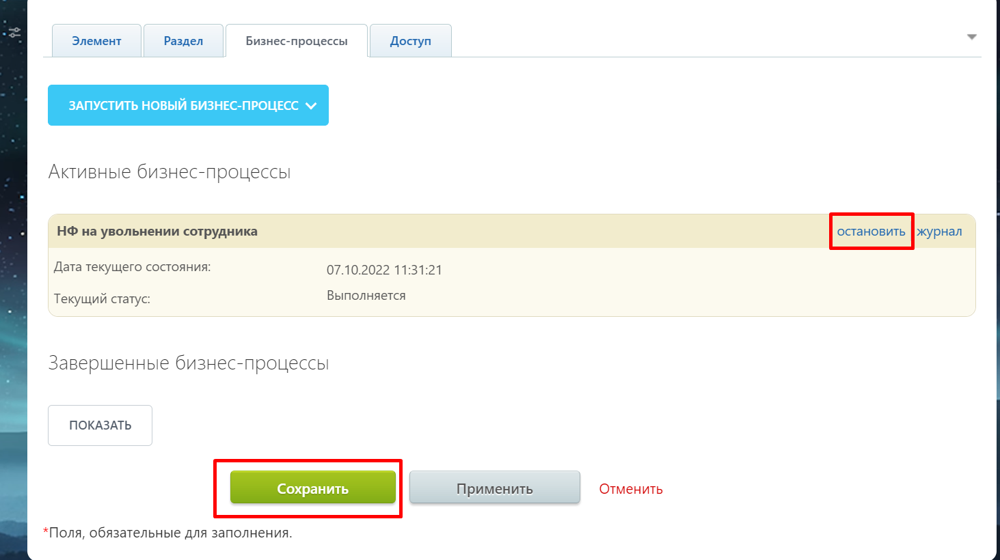 Элемент Раздел Бизнес-процессы Доступ
ЗАПУСТИТЬ НОВЫЙ БИЗНЕС-ПРОЦЕСС
Активные бизнес-процессы
НФ на увольнении сотрудника остановить журнал
Дата текущего состояния: 07.10.2022 11:31:21
Текущий статус: Выполняется
Завершенные бизнес-процессы
ПОКАЗАТЬ
Сохранить Применить Отменить
*Поля, обязательные для заполнения.